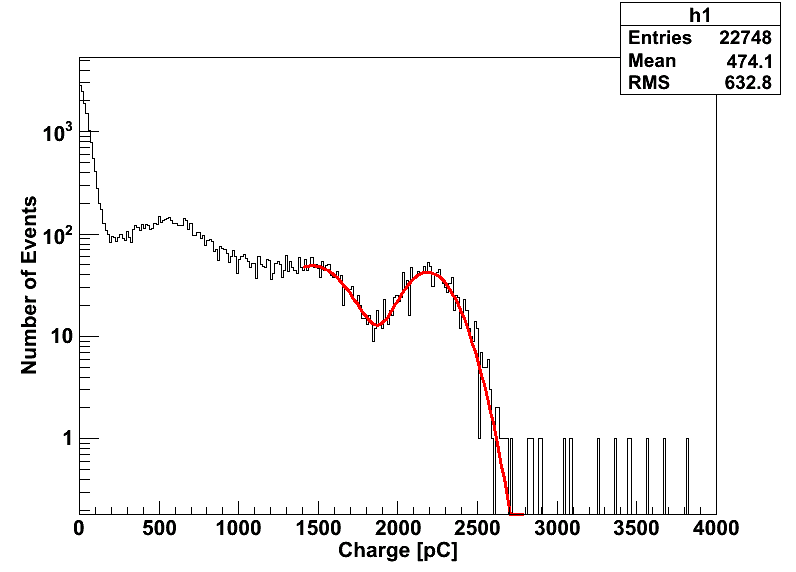 h1
Entries 22748
Mean 474.1
RMS 632.8
Number of Events
10³
10²
10
1
0 500 1000 1500 2000 2500 3000 3500 4000
Charge [pC]